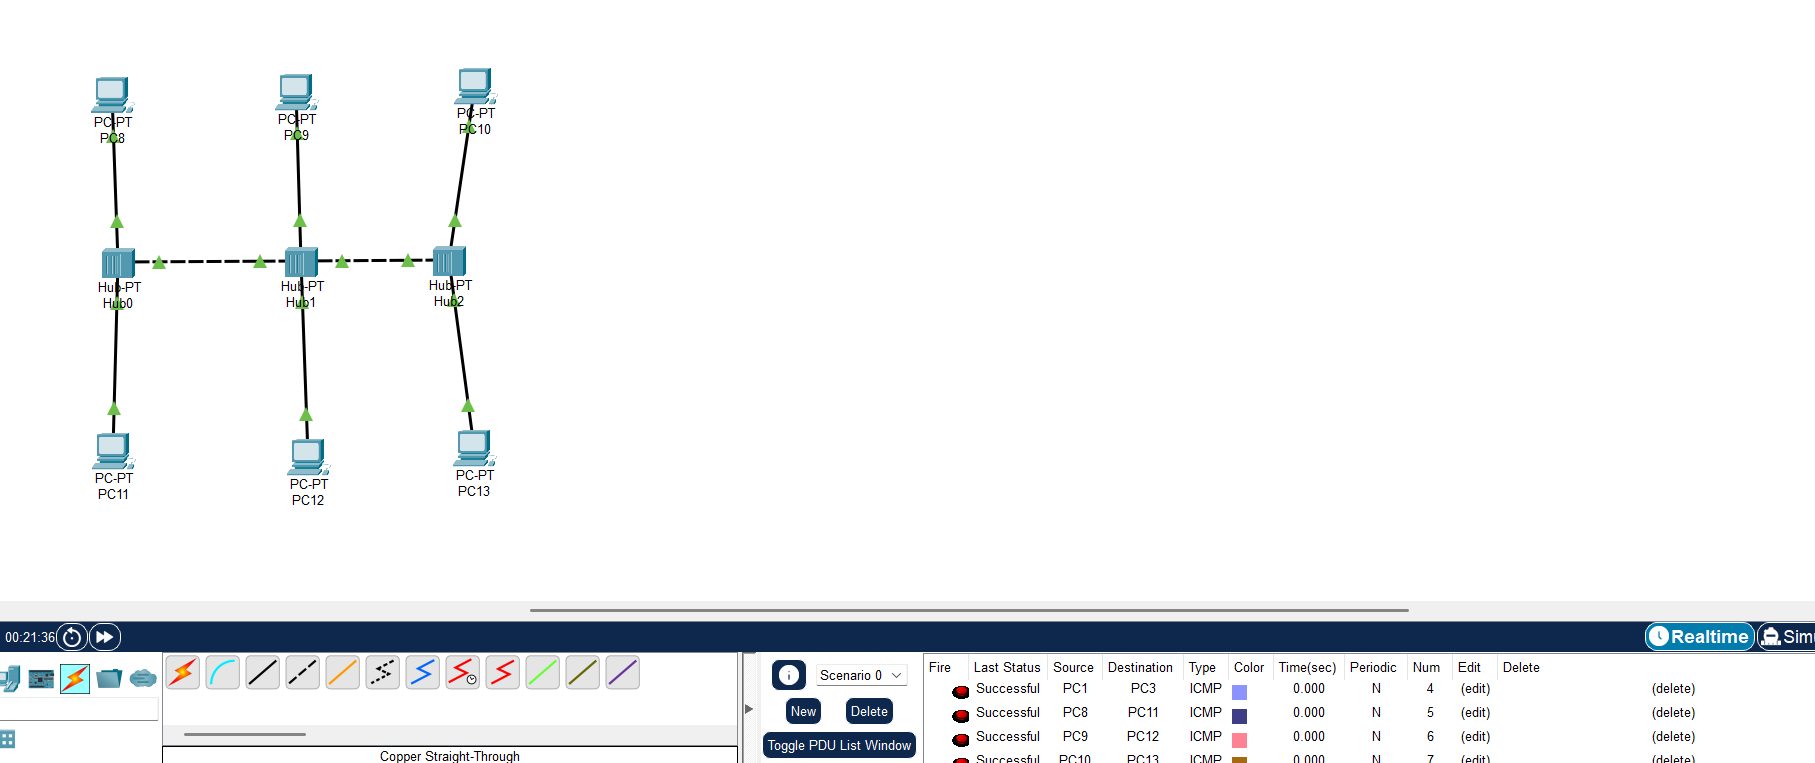 PC-PT
PC8
PC-PT
PC9
PC-PT
PC10
Hub-PT
Hub0
Hub-PT
Hub1
Hub-PT
Hub2
PC-PT
PC11
PC-PT
PC12
PC-PT
PC13
00:21:36
Realtime
Simu
Scenario 0
New
Delete
Toggle PDU List Window
Copper Straight-Through
Fire Last Status Source Destination Type Color Time(sec) Periodic Num Edit Delete
Successful PC1 PC3 ICMP 0.000 N 4 (edit) (delete)
Successful PC8 PC11 ICMP 0.000 N 5 (edit) (delete)
Successful PC9 PC12 ICMP 0.000 N 6 (edit) (delete)
Successful PC10 PC13 ICMP 0.000 N 7 (edit) (delete)